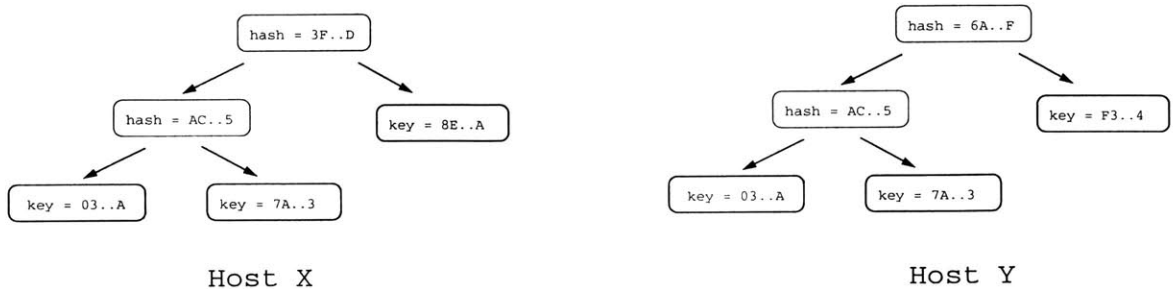 hash = 3F..D
hash = AC..5
key = 8E..A
key = 03..A
key = 7A..3
Host X
hash = 6A..F
hash = AC..5
key = F3..4
key = 03..A
key = 7A..3
Host Y